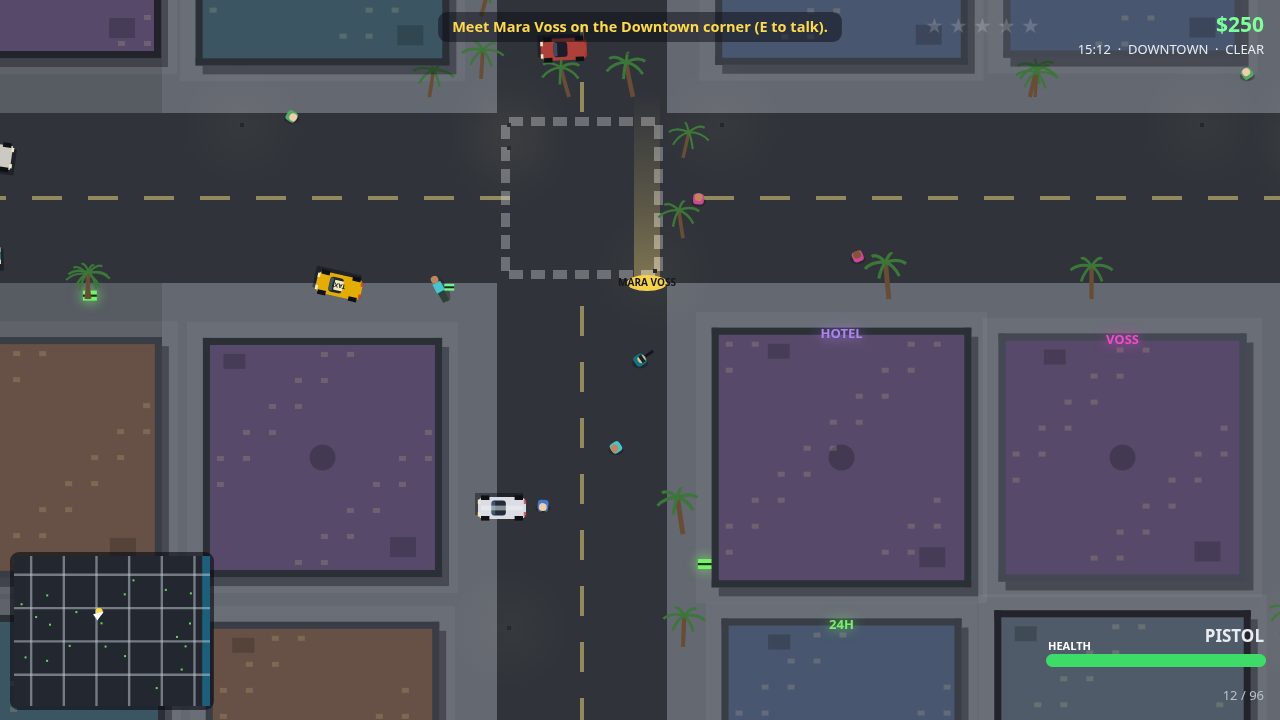 Meet Mara Voss on the Downtown corner (E to talk).
$250
15:12 · DOWNTOWN · CLEAR
MARA VOSS
HOTEL
VOSS
24H
PISTOL
HEALTH
12 / 96